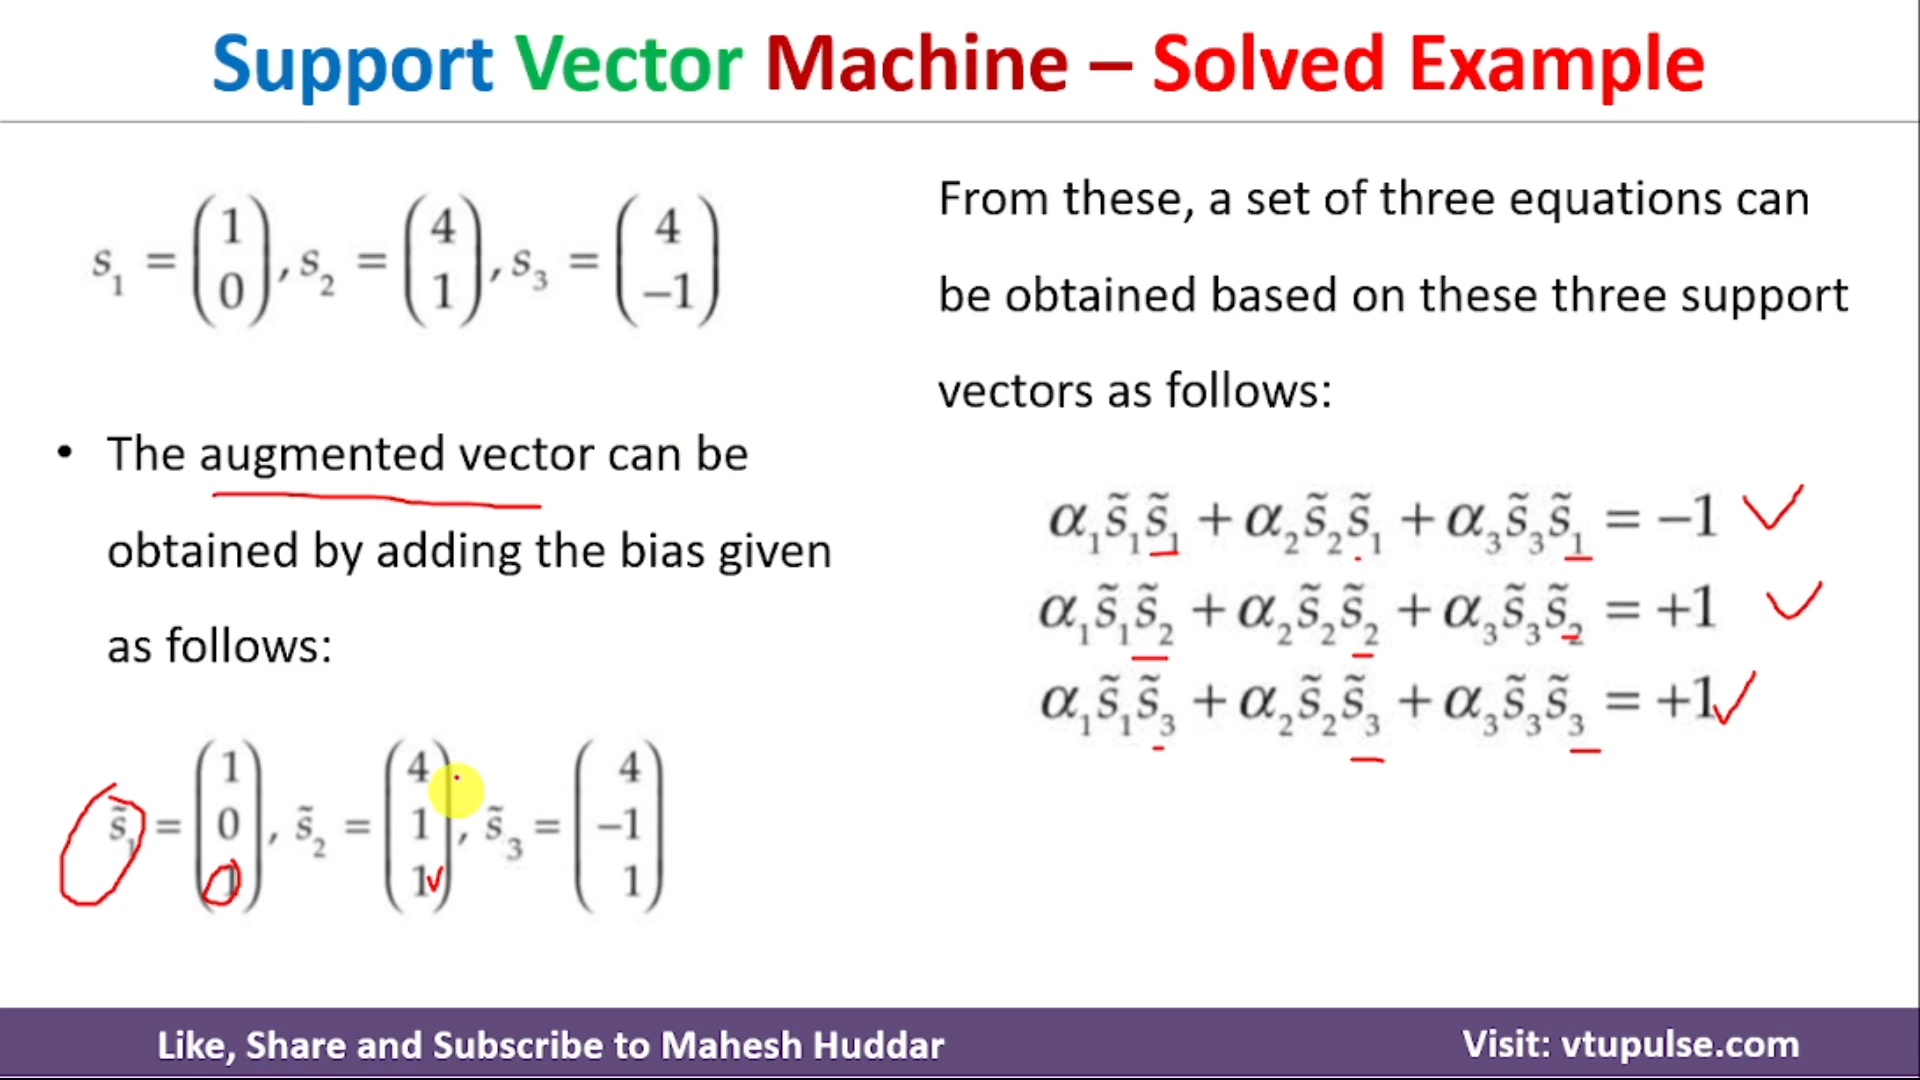 Support Vector Machine – Solved Example
s₁ = (1 0), s₂ = (4 1), s₃ = (4 −1)
• The augmented vector can be
obtained by adding the bias given
as follows:
s̃₁ = (1 0 1), s̃₂ = (4 1 1), s̃₃ = (4 −1 1)
From these, a set of three equations can
be obtained based on these three support
vectors as follows:
α₁s̃₁s̃₁ + α₂s̃₂s̃₁ + α₃s̃₃s̃₁ = −1
α₁s̃₁s̃₂ + α₂s̃₂s̃₂ + α₃s̃₃s̃₂ = +1
α₁s̃₁s̃₃ + α₂s̃₂s̃₃ + α₃s̃₃s̃₃ = +1
Like, Share and Subscribe to Mahesh Huddar
Visit: vtupulse.com